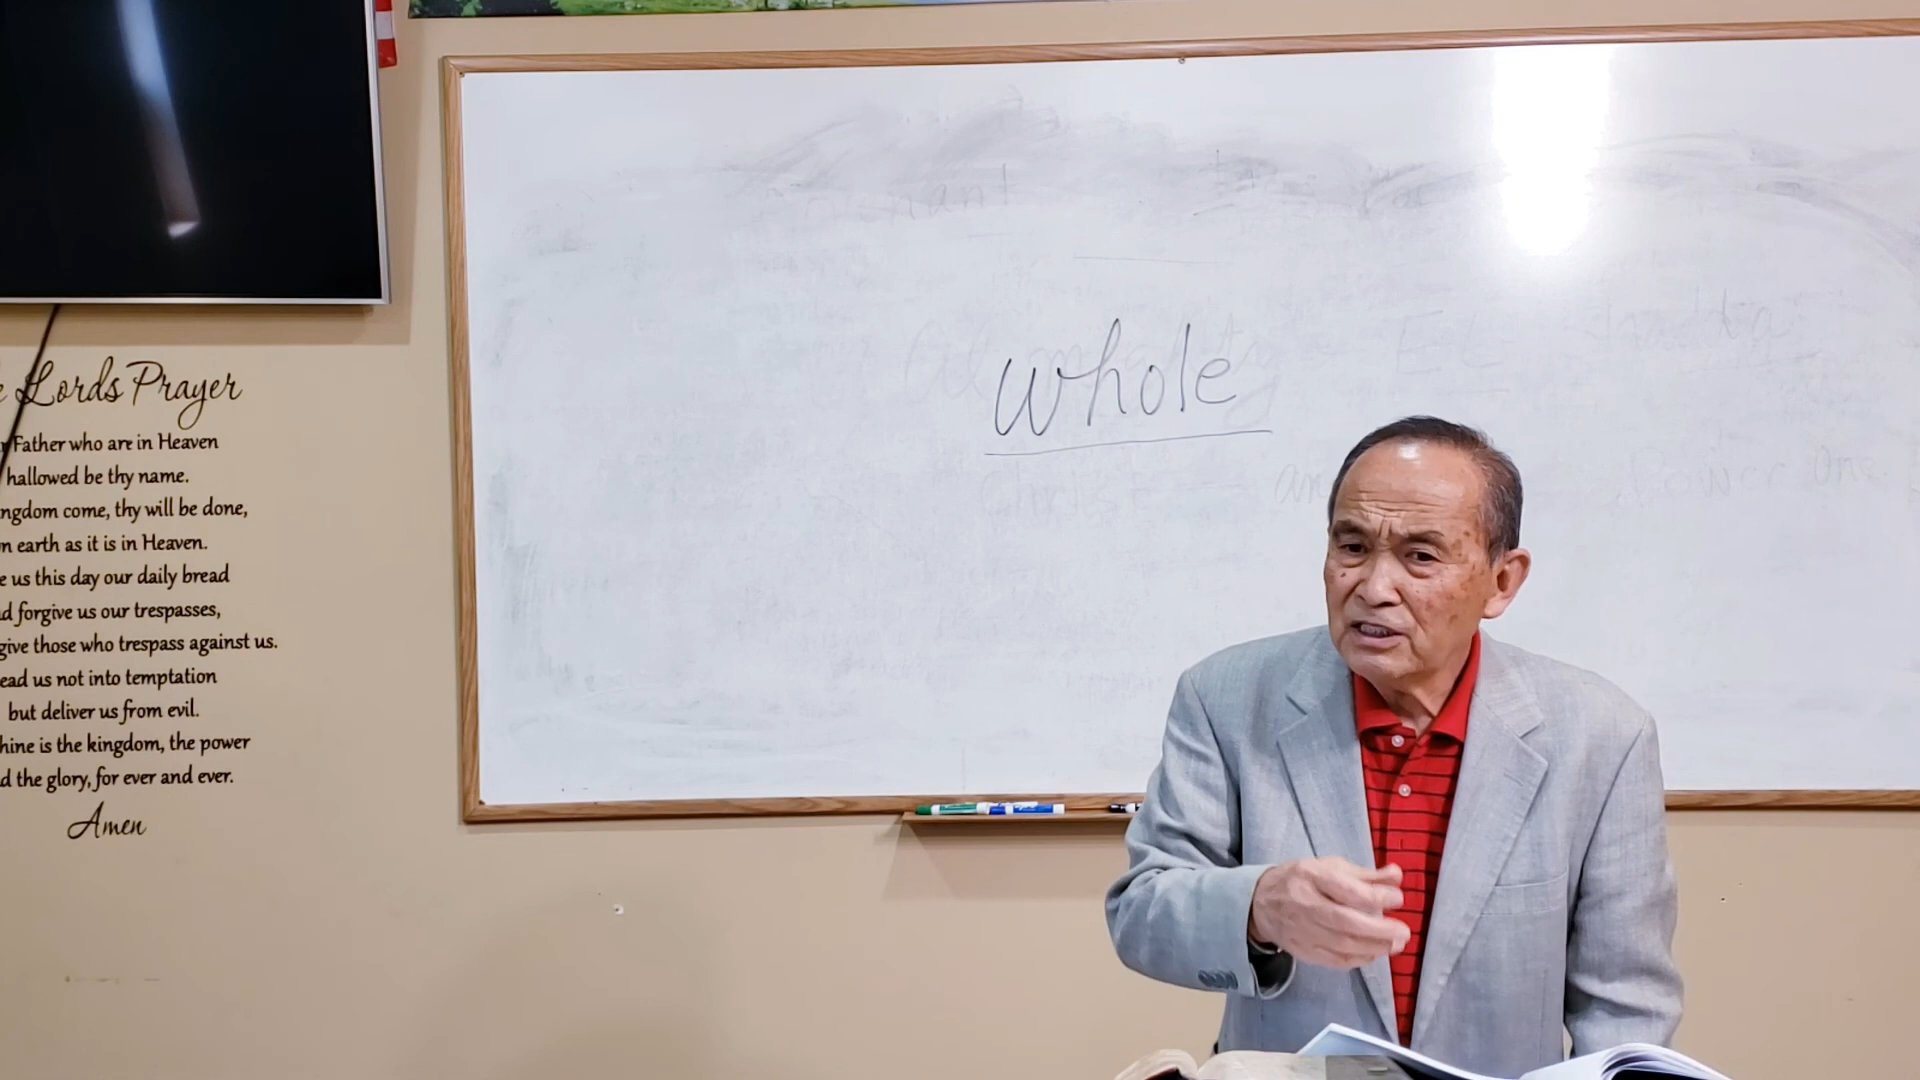 Lords Prayer
Father who are in Heaven
hallowed be thy name.
ngdom come, thy will be done,
n earth as it is in Heaven.
e us this day our daily bread
d forgive us our trespasses,
give those who trespass against us.
ead us not into temptation
but deliver us from evil.
hine is the kingdom, the power
d the glory, for ever and ever.
Amen
whole
Christ
Power One